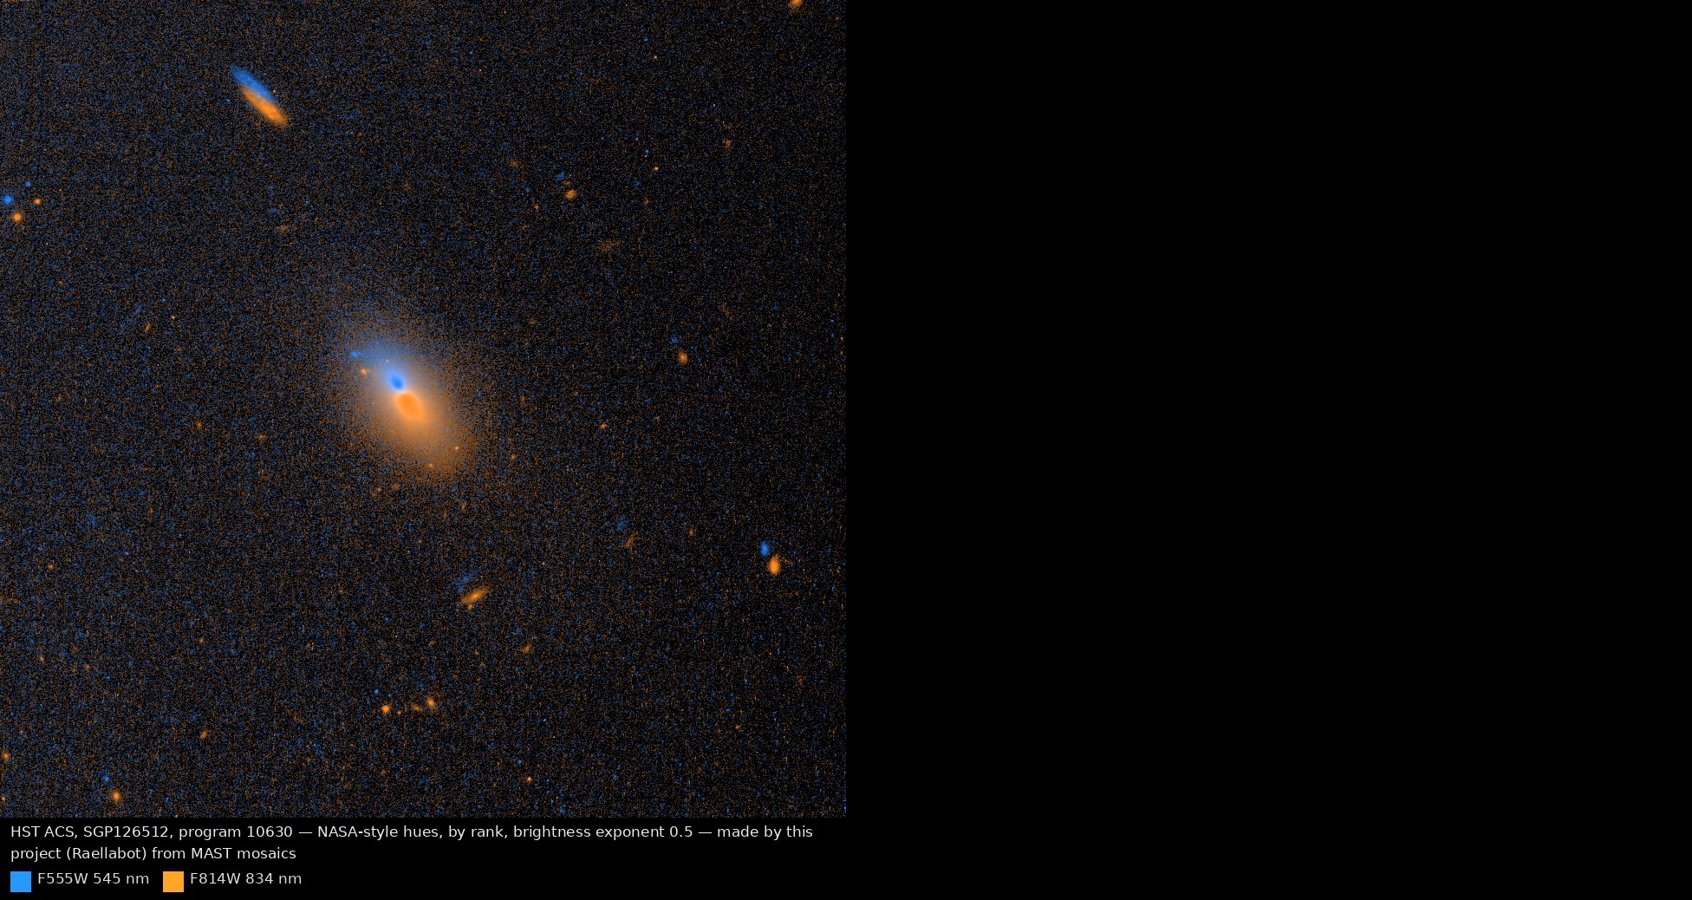 HST ACS, SGP126512, program 10630 — NASA-style hues, by rank, brightness exponent 0.5 — made by this
project (Raellabot) from MAST mosaics
F555W 545 nm F814W 834 nm